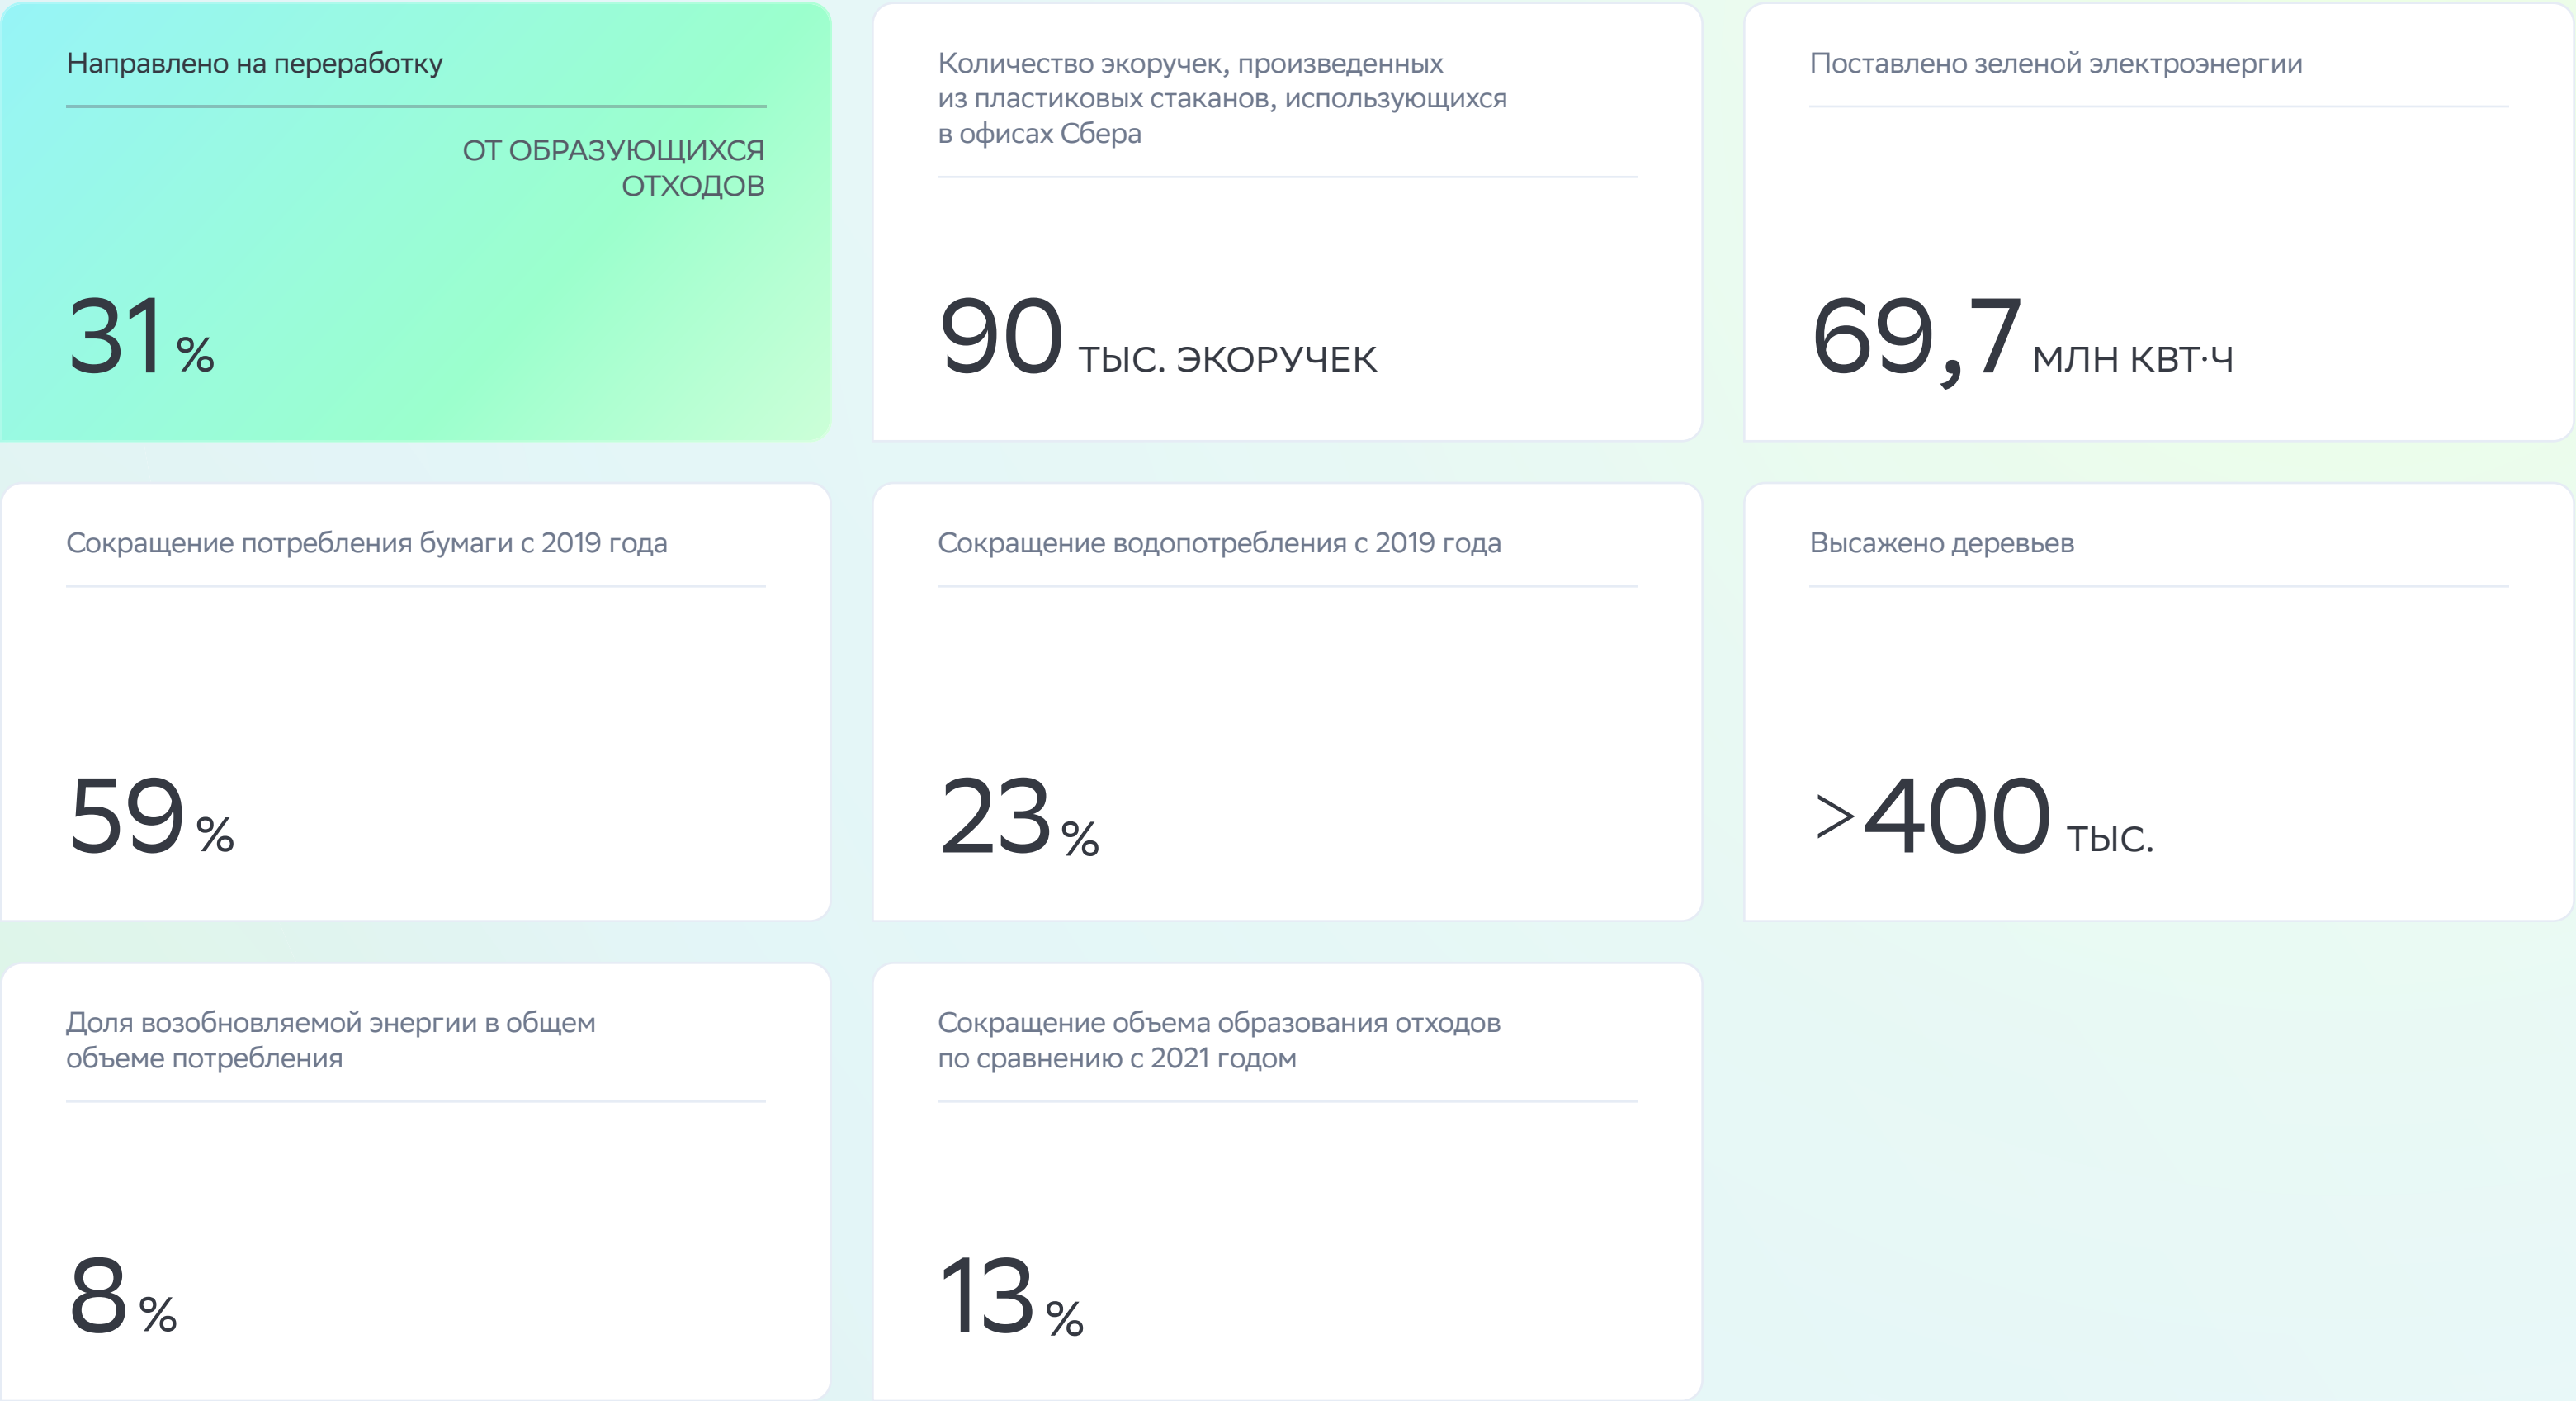 Направлено на переработку
ОТ ОБРАЗУЮЩИХСЯ
ОТХОДОВ
31 %
Количество экоручек, произведенных
из пластиковых стаканов, использующихся
в офисах Сбера
90 ТЫС. ЭКОРУЧЕК
Поставлено зеленой электроэнергии
69,7 МЛН КВТ·Ч
Сокращение потребления бумаги с 2019 года
59 %
Сокращение водопотребления с 2019 года
23 %
Высажено деревьев
>400 ТЫС.
Доля возобновляемой энергии в общем
объеме потребления
8 %
Сокращение объема образования отходов
по сравнению с 2021 годом
13 %